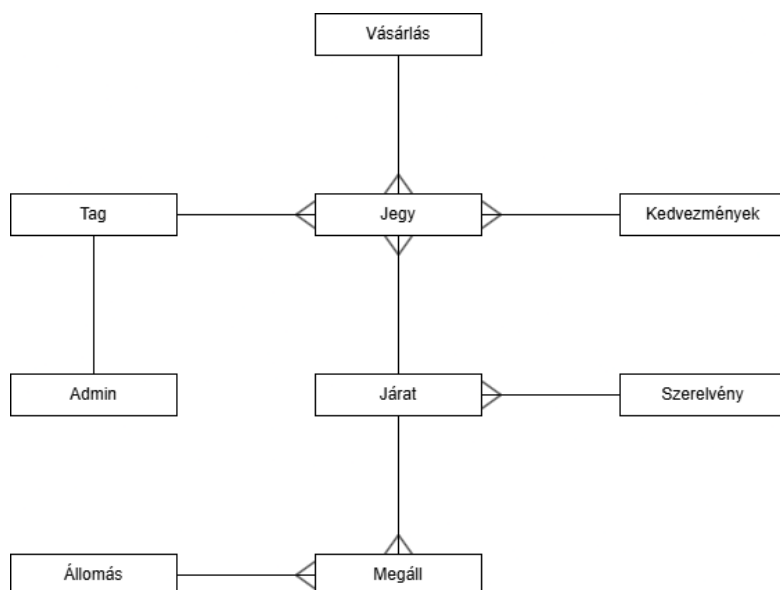 Vásárlás
Tag
Jegy
Kedvezmények
Admin
Járat
Szerelvény
Állomás
Megáll